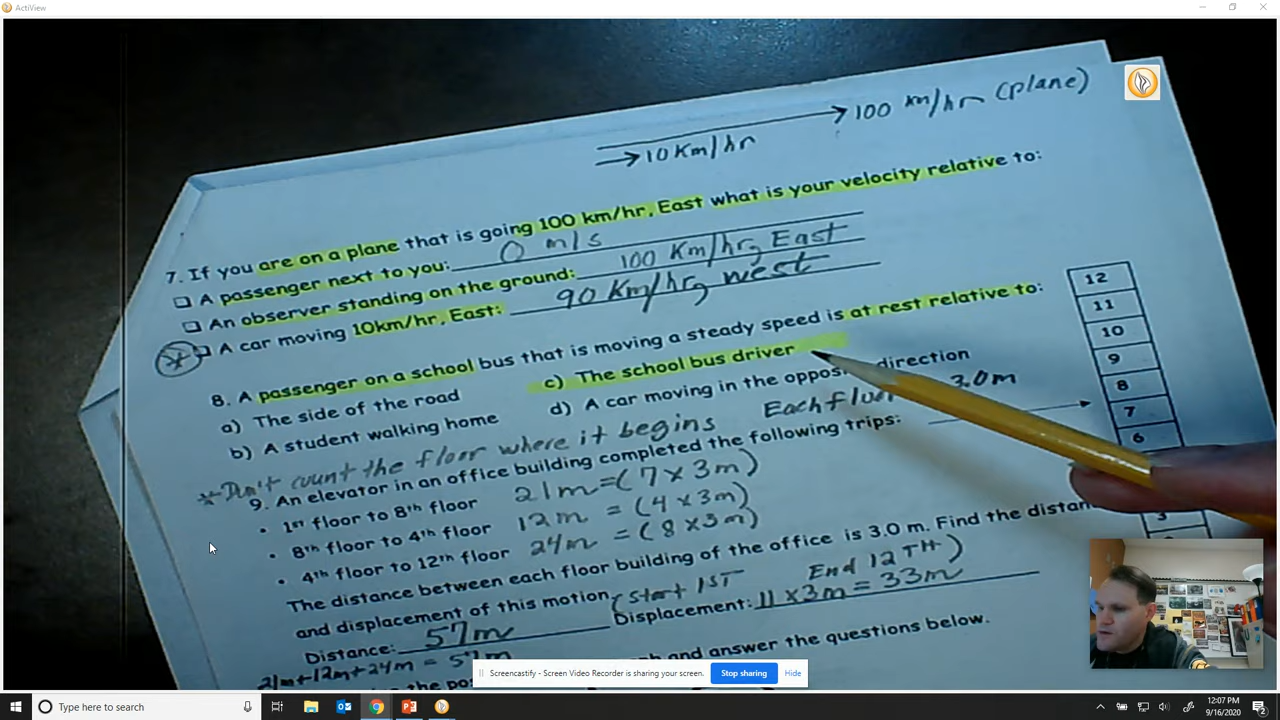 ActiView
100 km/hr (plane)
10 Km/hr
7. If you are on a plane that is going 100 km/hr, East what is your velocity relative to:
A passenger next to you: 0 m/s
An observer standing on the ground: 100 Km/hr, East
A car moving 10km/hr, East: 90 Km/hr, west
8. A passenger on a school bus that is moving a steady speed is at rest relative to:
a) The side of the road
c) The school bus driver
b) A student walking home
d) A car moving in the direction
Each 3.0m
* Don't count the floor where it begins
9. An elevator in an office building completed the following trips:
• 1st floor to 8th floor 21m = (7 x 3m)
• 8th floor to 4th floor 12m = (4 x 3m)
• 4th floor to 12th floor 24m = (8 x 3m)
The distance between each floor building of the office is 3.0 m. Find the
and displacement of this motion. (start 1ST End 12TH)
Distance: 57m Displacement: 11 x 3m = 33m
21m+12m+24m = 57m
and answer the questions below.
12
11
10
9
8
7
6
3
Screencastify - Screen Video Recorder is sharing your screen.
Stop sharing
Hide
Type here to search
12:07 PM
9/16/2020
2